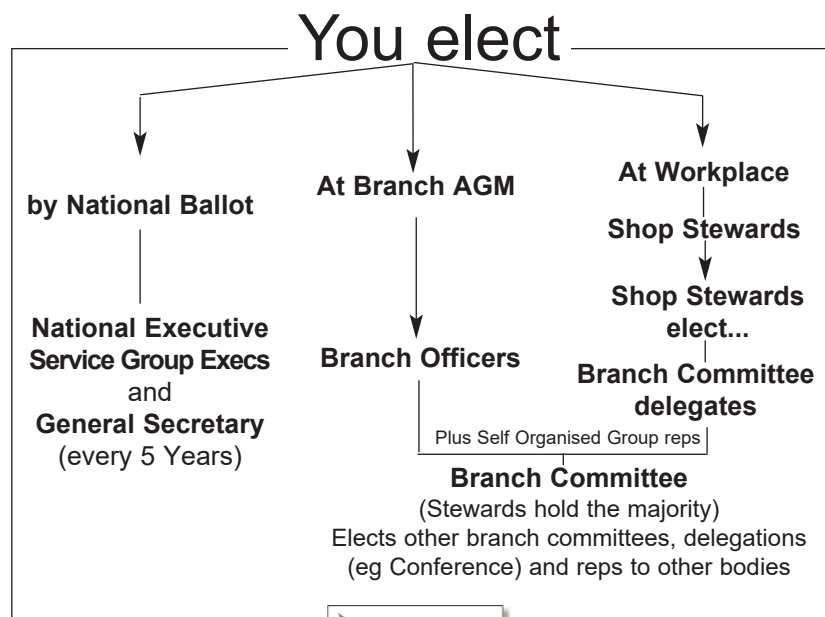 You elect
by National Ballot
National Executive
Service Group Execs
and
General Secretary
(every 5 Years)
At Branch AGM
Branch Officers
At Workplace
Shop Stewards
Shop Stewards
elect...
Branch Committee
delegates
Plus Self Organised Group reps
Branch Committee
(Stewards hold the majority)
Elects other branch committees, delegations
(eg Conference) and reps to other bodies